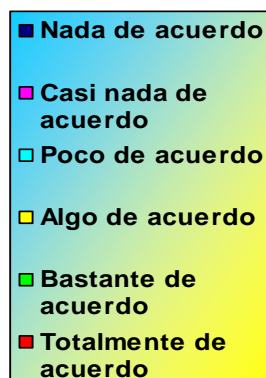 Nada de acuerdo
Casi nada de
acuerdo
Poco de acuerdo
Algo de acuerdo
Bastante de
acuerdo
Totalmente de
acuerdo